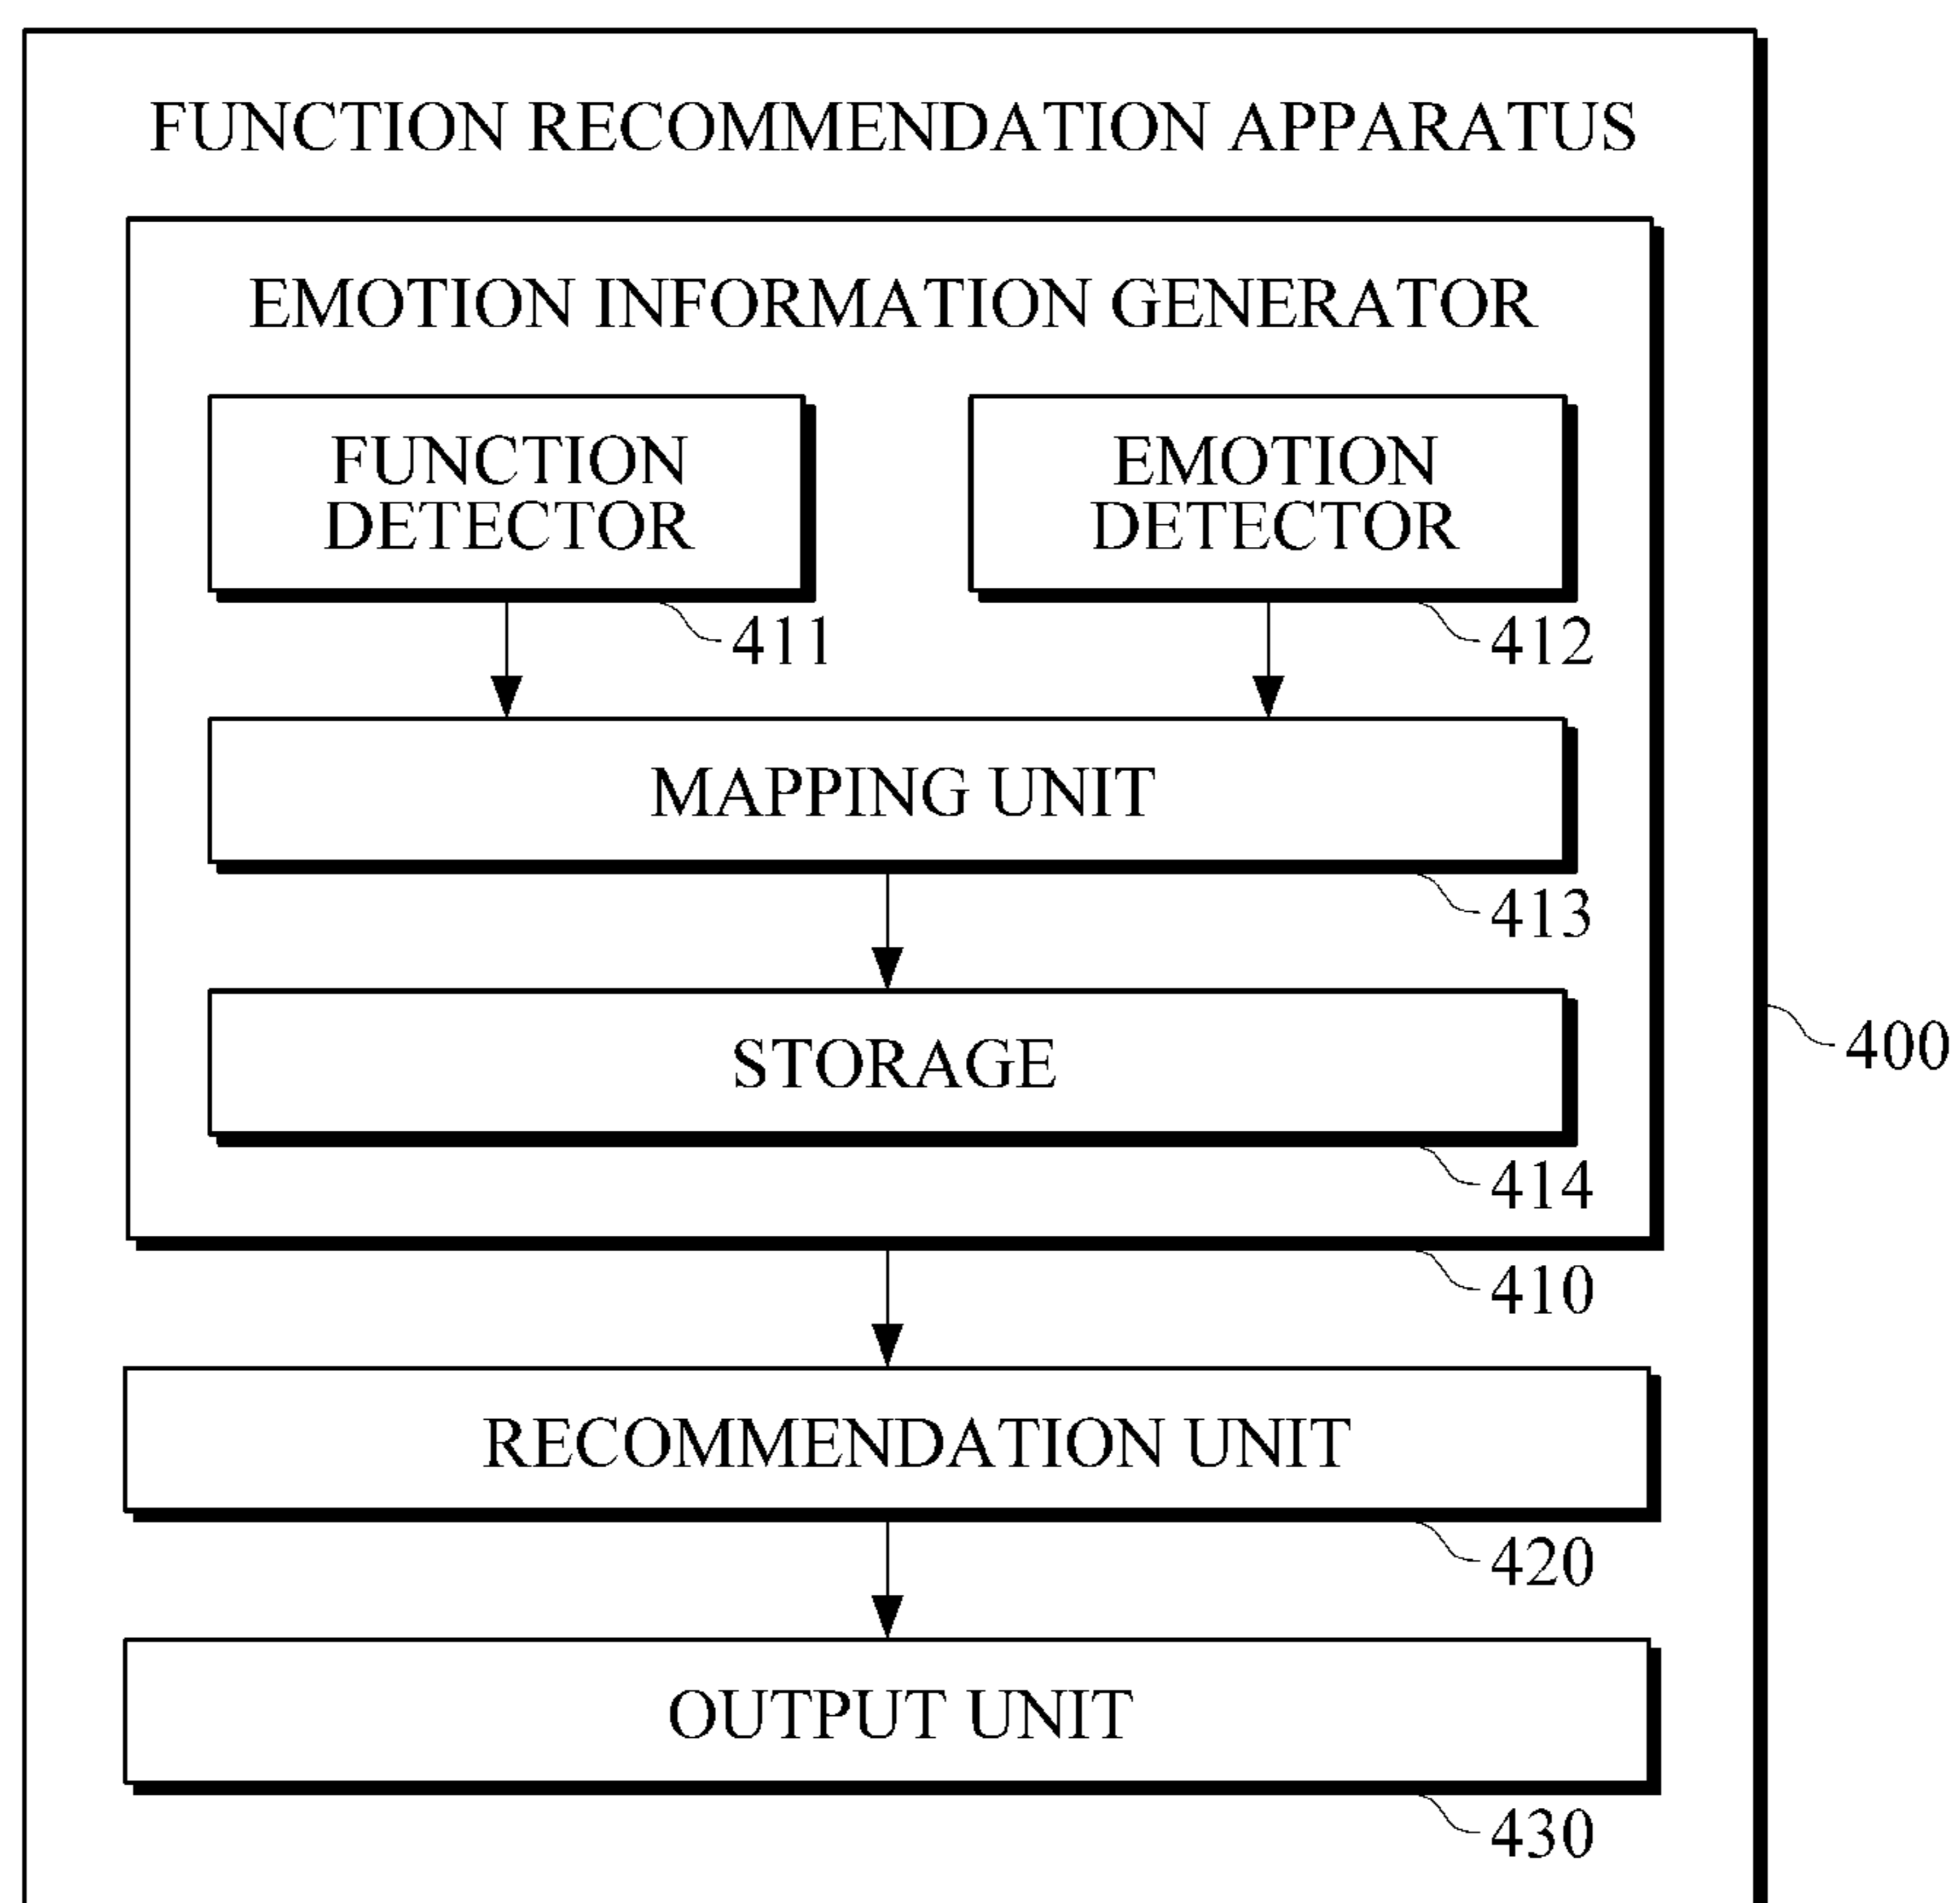 FUNCTION RECOMMENDATION APPARATUS
EMOTION INFORMATION GENERATOR
FUNCTION
DETECTOR
411
EMOTION
DETECTOR
412
MAPPING UNIT
413
STORAGE
414
400
410
RECOMMENDATION UNIT
420
OUTPUT UNIT
430